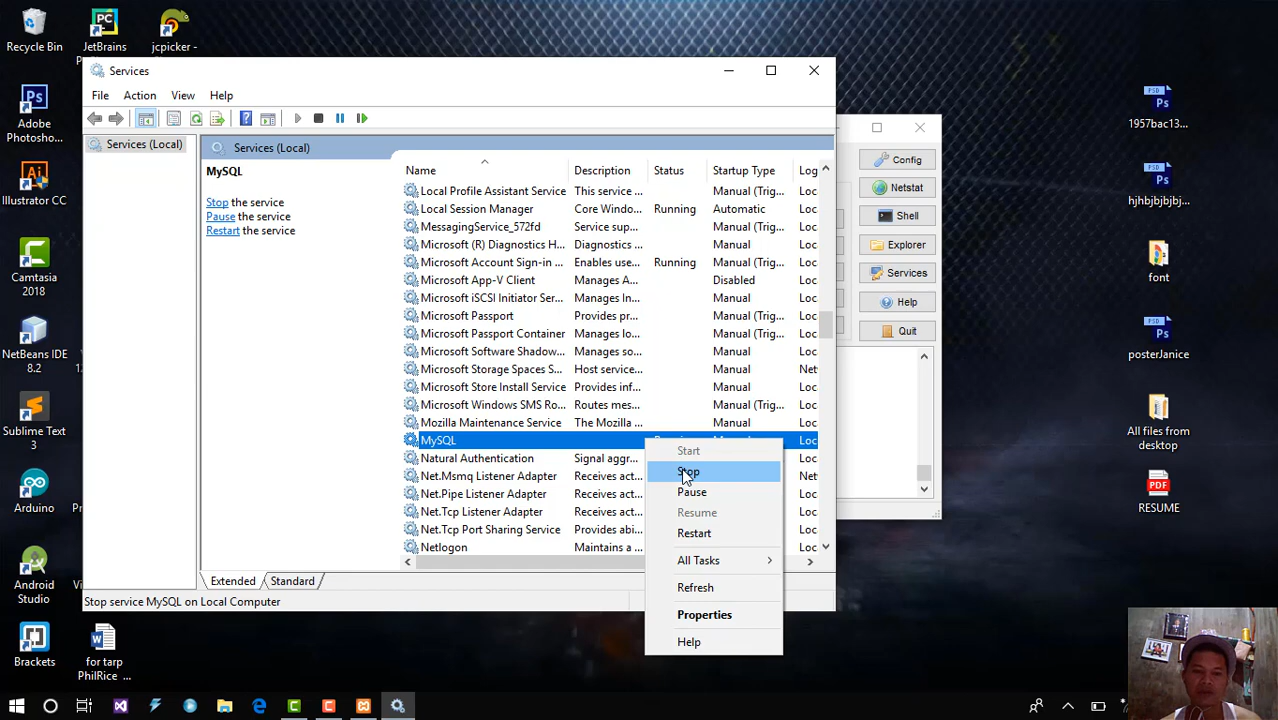 Recycle Bin
JetBrains
jcpicker -
Adobe
Photosho...
Illustrator CC
Camtasia
2018
NetBeans IDE
8.2
Sublime Text
3
Arduino
Android
Studio
Brackets
for tarp
PhilRice ...
Services
File Action View Help
Services (Local)
Services (Local)
MySQL
Stop the service
Pause the service
Restart the service
Name Description Status Startup Type Log
Local Profile Assistant Service This service ... Manual (Trig... Loc
Local Session Manager Core Windo... Running Automatic Loc
MessagingService_572fd Service sup... Manual (Trig... Loc
Microsoft (R) Diagnostics H... Diagnostics ... Manual Loc
Microsoft Account Sign-in ... Enables use... Running Manual (Trig... Loc
Microsoft App-V Client Manages A... Disabled Loc
Microsoft iSCSI Initiator Ser... Manages In... Manual Loc
Microsoft Passport Provides pr... Manual (Trig... Loc
Microsoft Passport Container Manages lo... Manual (Trig... Loc
Microsoft Software Shadow... Manages so... Manual Loc
Microsoft Storage Spaces S... Host service... Manual Net
Microsoft Store Install Service Provides inf... Manual Loc
Microsoft Windows SMS Ro... Routes mes... Manual (Trig... Loc
Mozilla Maintenance Service The Mozilla ... Manual Loc
MySQL Loc
Natural Authentication Signal aggr...
Net.Msmq Listener Adapter Receives act...
Net.Pipe Listener Adapter Receives act...
Net.Tcp Listener Adapter Receives act...
Net.Tcp Port Sharing Service Provides abi...
Netlogon Maintains a ...
Start
Stop
Pause
Resume
Restart
All Tasks
Refresh
Properties
Help
Extended Standard
Stop service MySQL on Local Computer
Config
Netstat
Shell
Explorer
Services
Help
Quit
1957bac13...
hjhbjbjbjbj...
font
posterJanice
All files from
desktop
RESUME